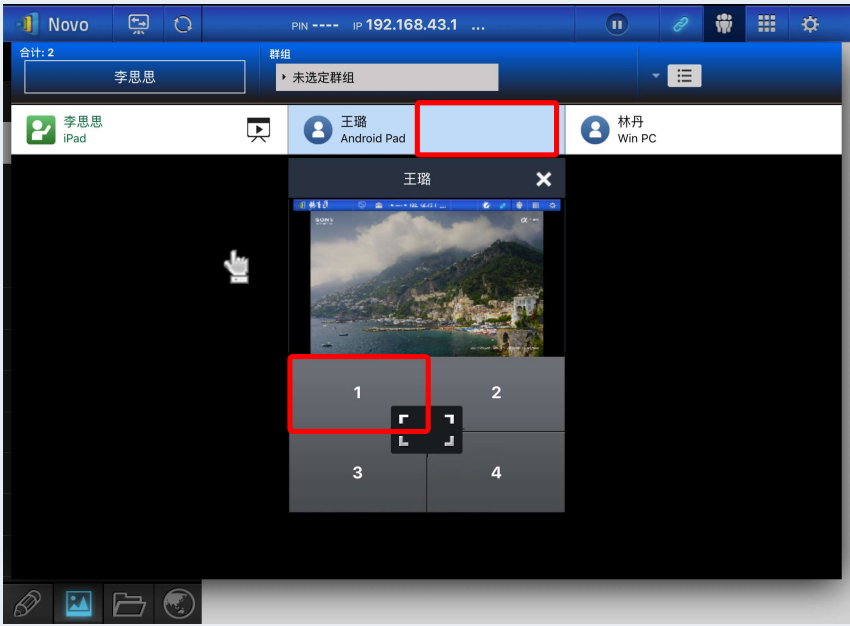 Novo
PIN ---- IP 192.168.43.1 ...
合计: 2
群组
李思思
未选定群组
李思思
iPad
王璐
Android Pad
林丹
Win PC
王璐
SONY
1
2
3
4